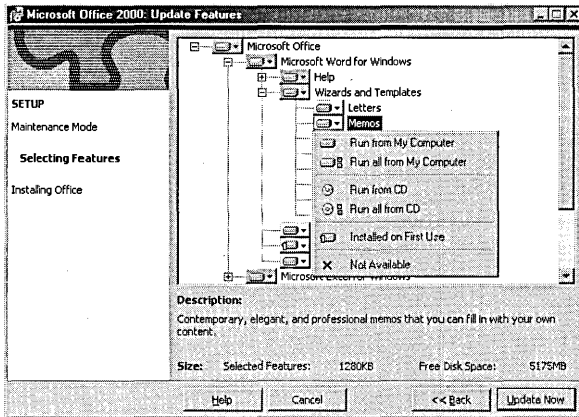 Microsoft Office 2000: Update Features
Microsoft Office
Microsoft Word for Windows
Help
Wizards and Templates
SETUP
Letters
Maintenance Mode
Memos
Run from My Computer
Selecting Features
Run all from My Computer
Installing Office
Run from CD
Run all from CD
Installed on First Use
Not Available
Microsoft Excel for Windows
Description:
Contemporary, elegant, and professional memos that you can fill in with your own
content.
Size: Selected Features: 1280KB Free Disk Space: 5175MB
Help Cancel << Back Update Now